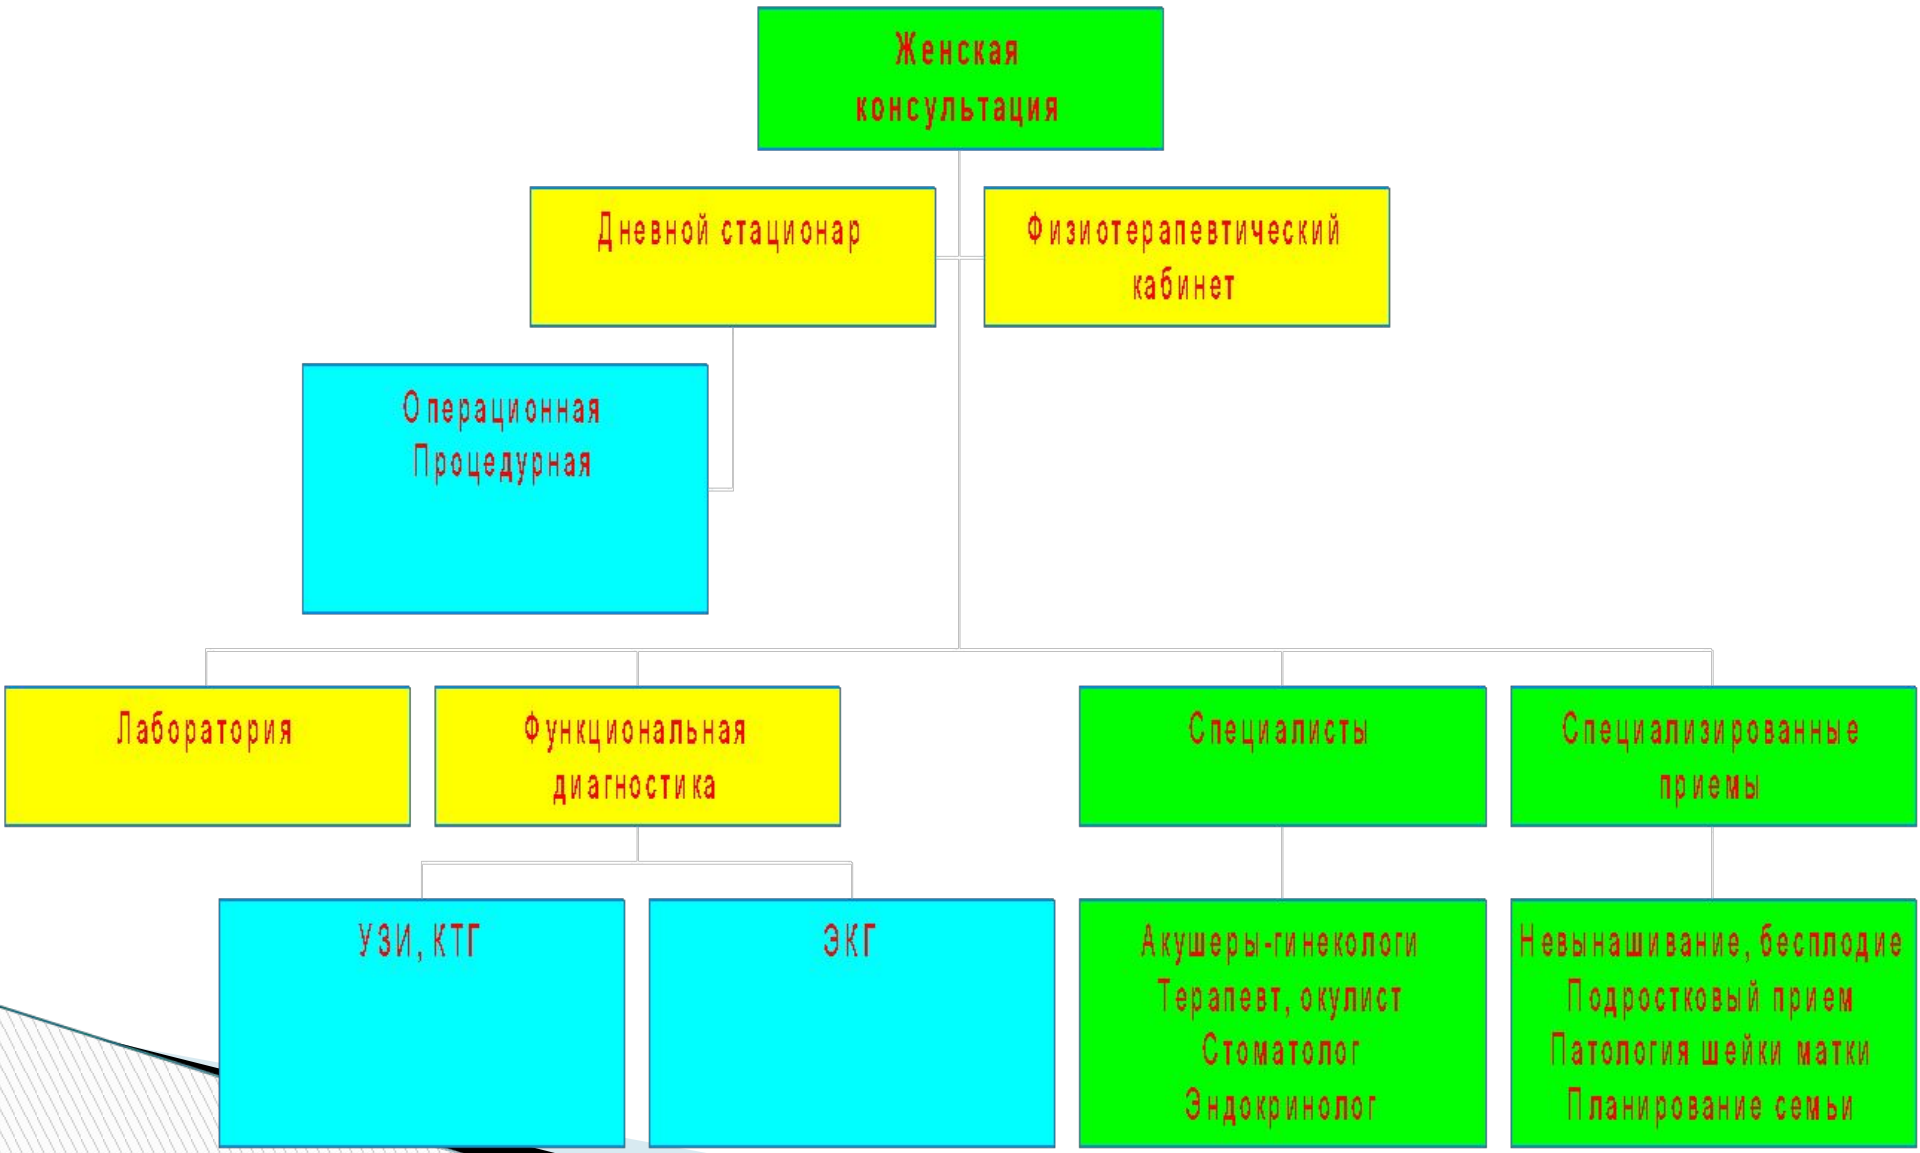 Женская
консультация
Дневной стационар
Физиотерапевтический
кабинет
Операционная
Процедурная
Лаборатория
Функциональная
диагностика
Специалисты
Специализированные
приемы
УЗИ, КТГ
ЭКГ
Акушеры-гинекологи
Терапевт, окулист
Стоматолог
Эндокринолог
Невынашивание, бесплодие
Подростковый прием
Патология шейки матки
Планирование семьи